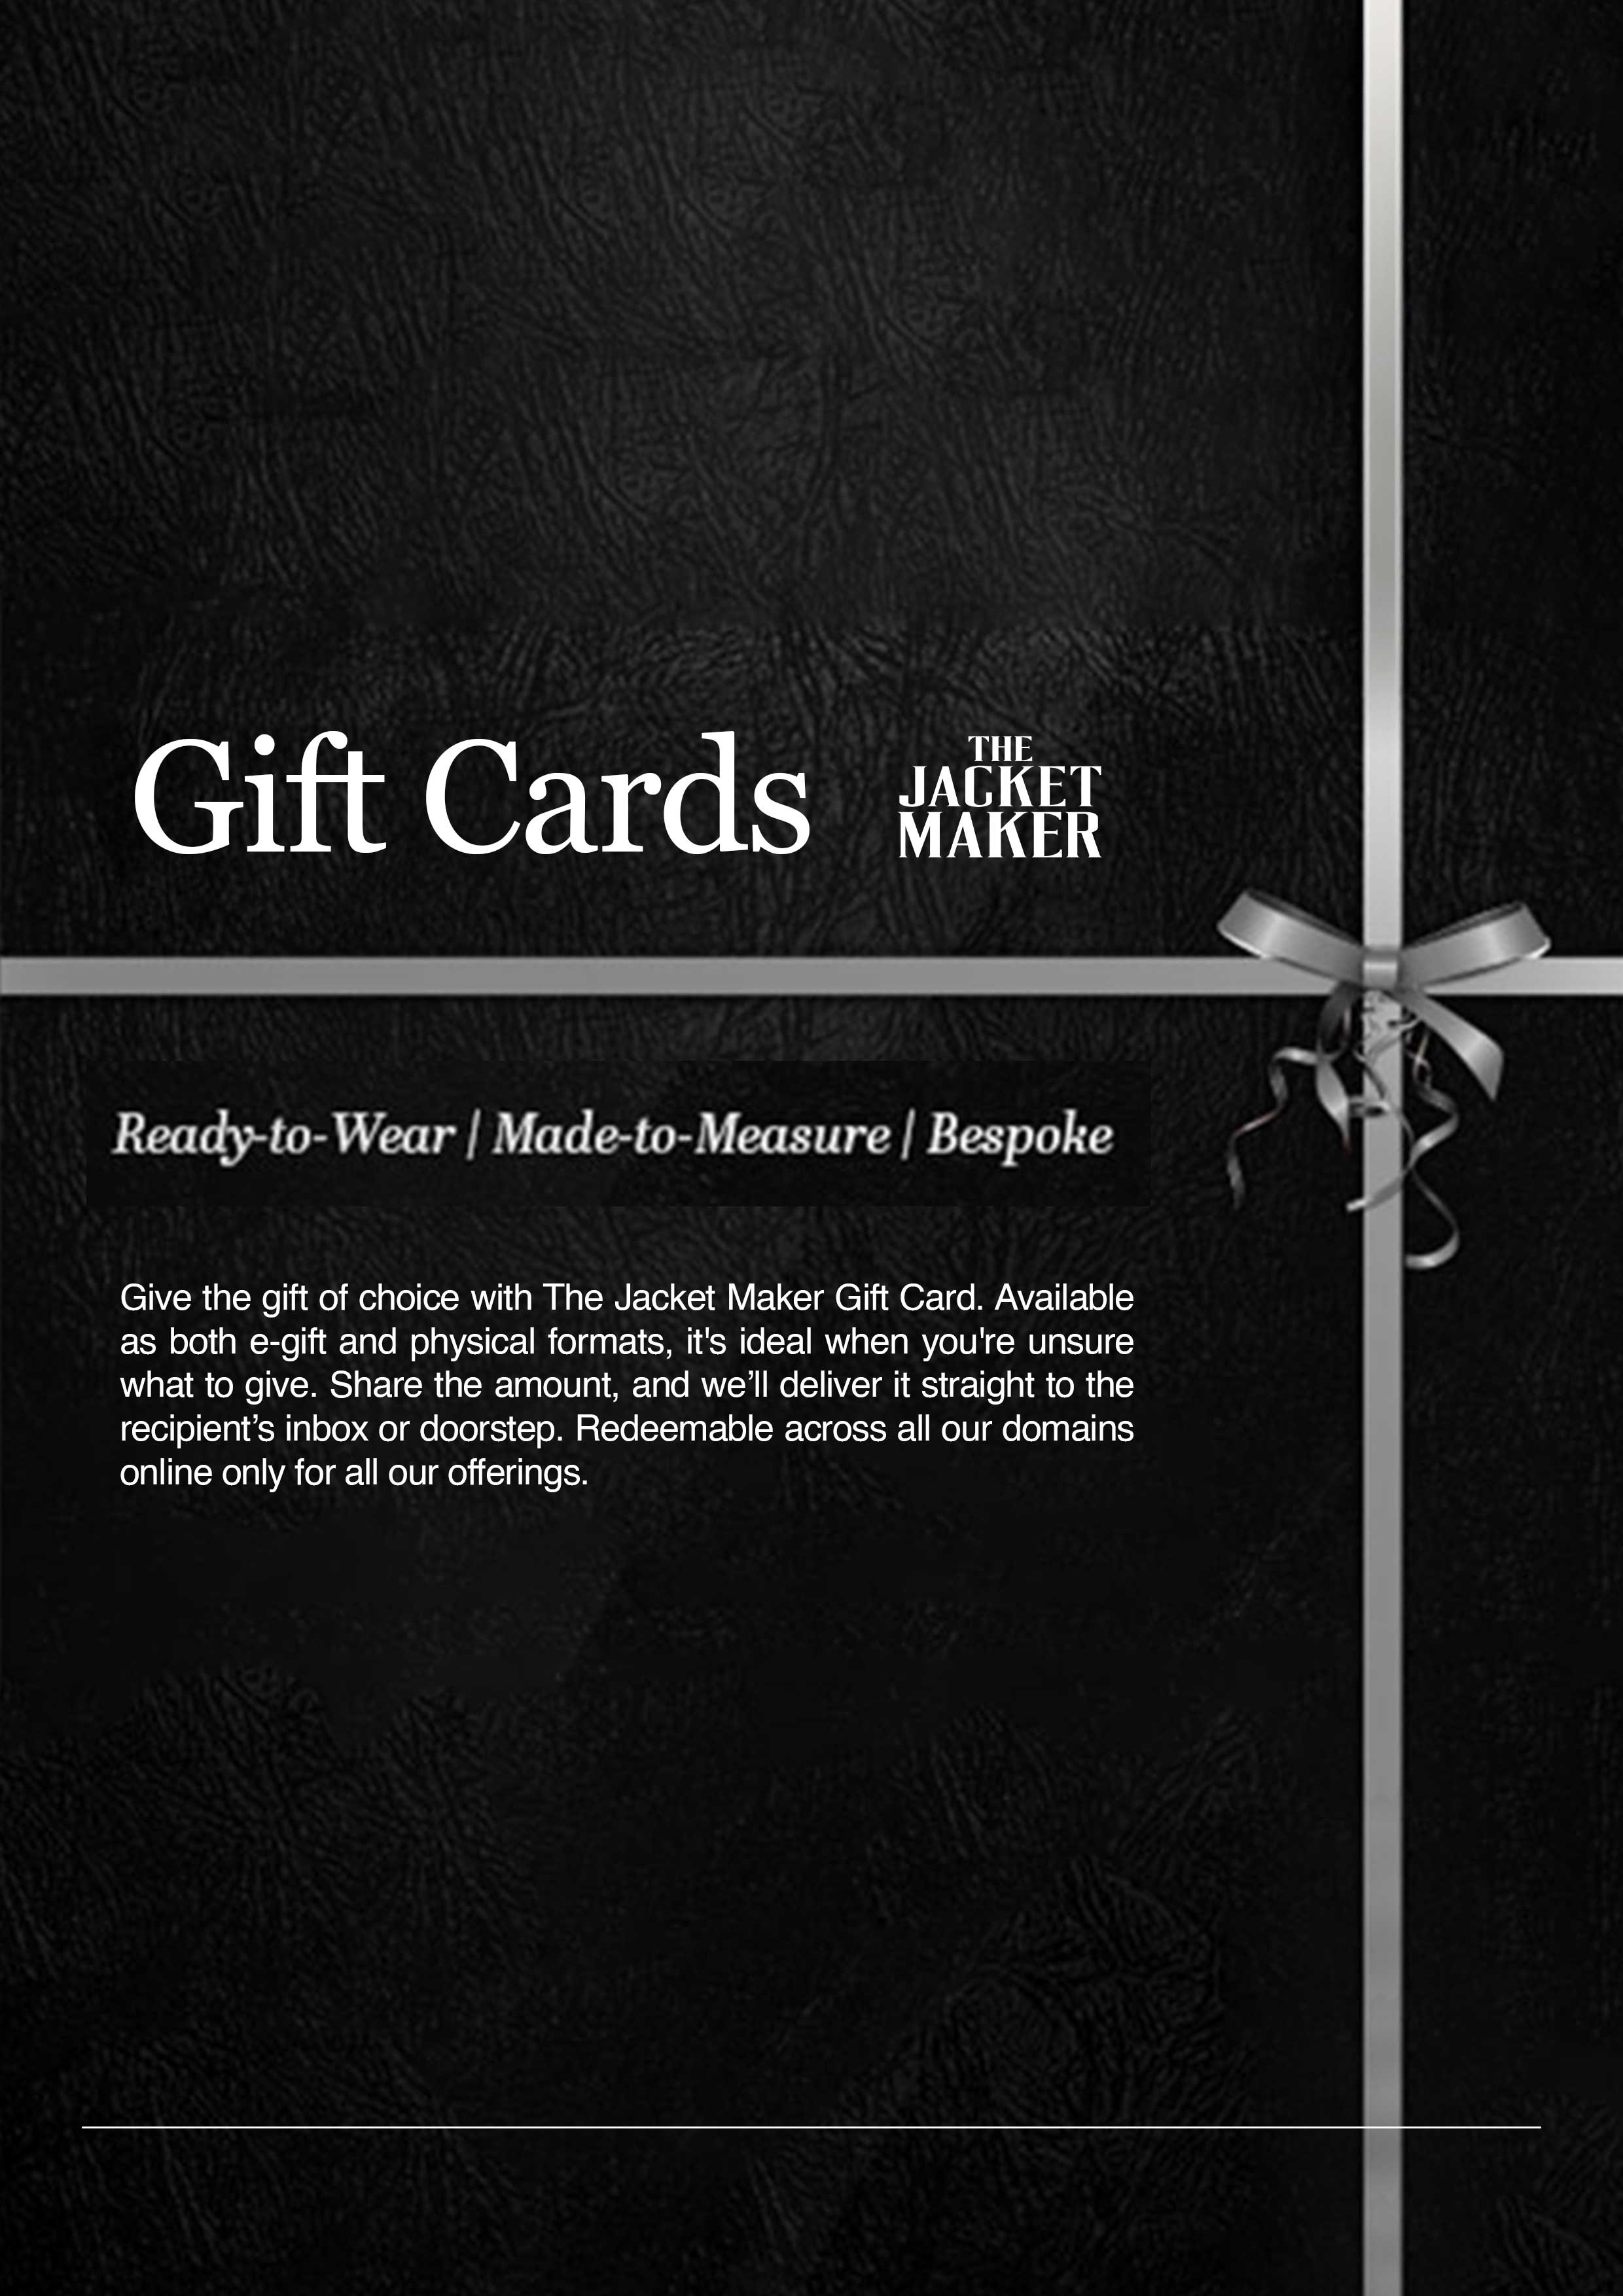 Gift Cards
THE
JACKET
MAKER
Ready-to-Wear | Made-to-Measure | Bespoke
Give the gift of choice with The Jacket Maker Gift Card. Available
as both e-gift and physical formats, it's ideal when you're unsure
what to give. Share the amount, and we’ll deliver it straight to the
recipient’s inbox or doorstep. Redeemable across all our domains
online only for all our offerings.